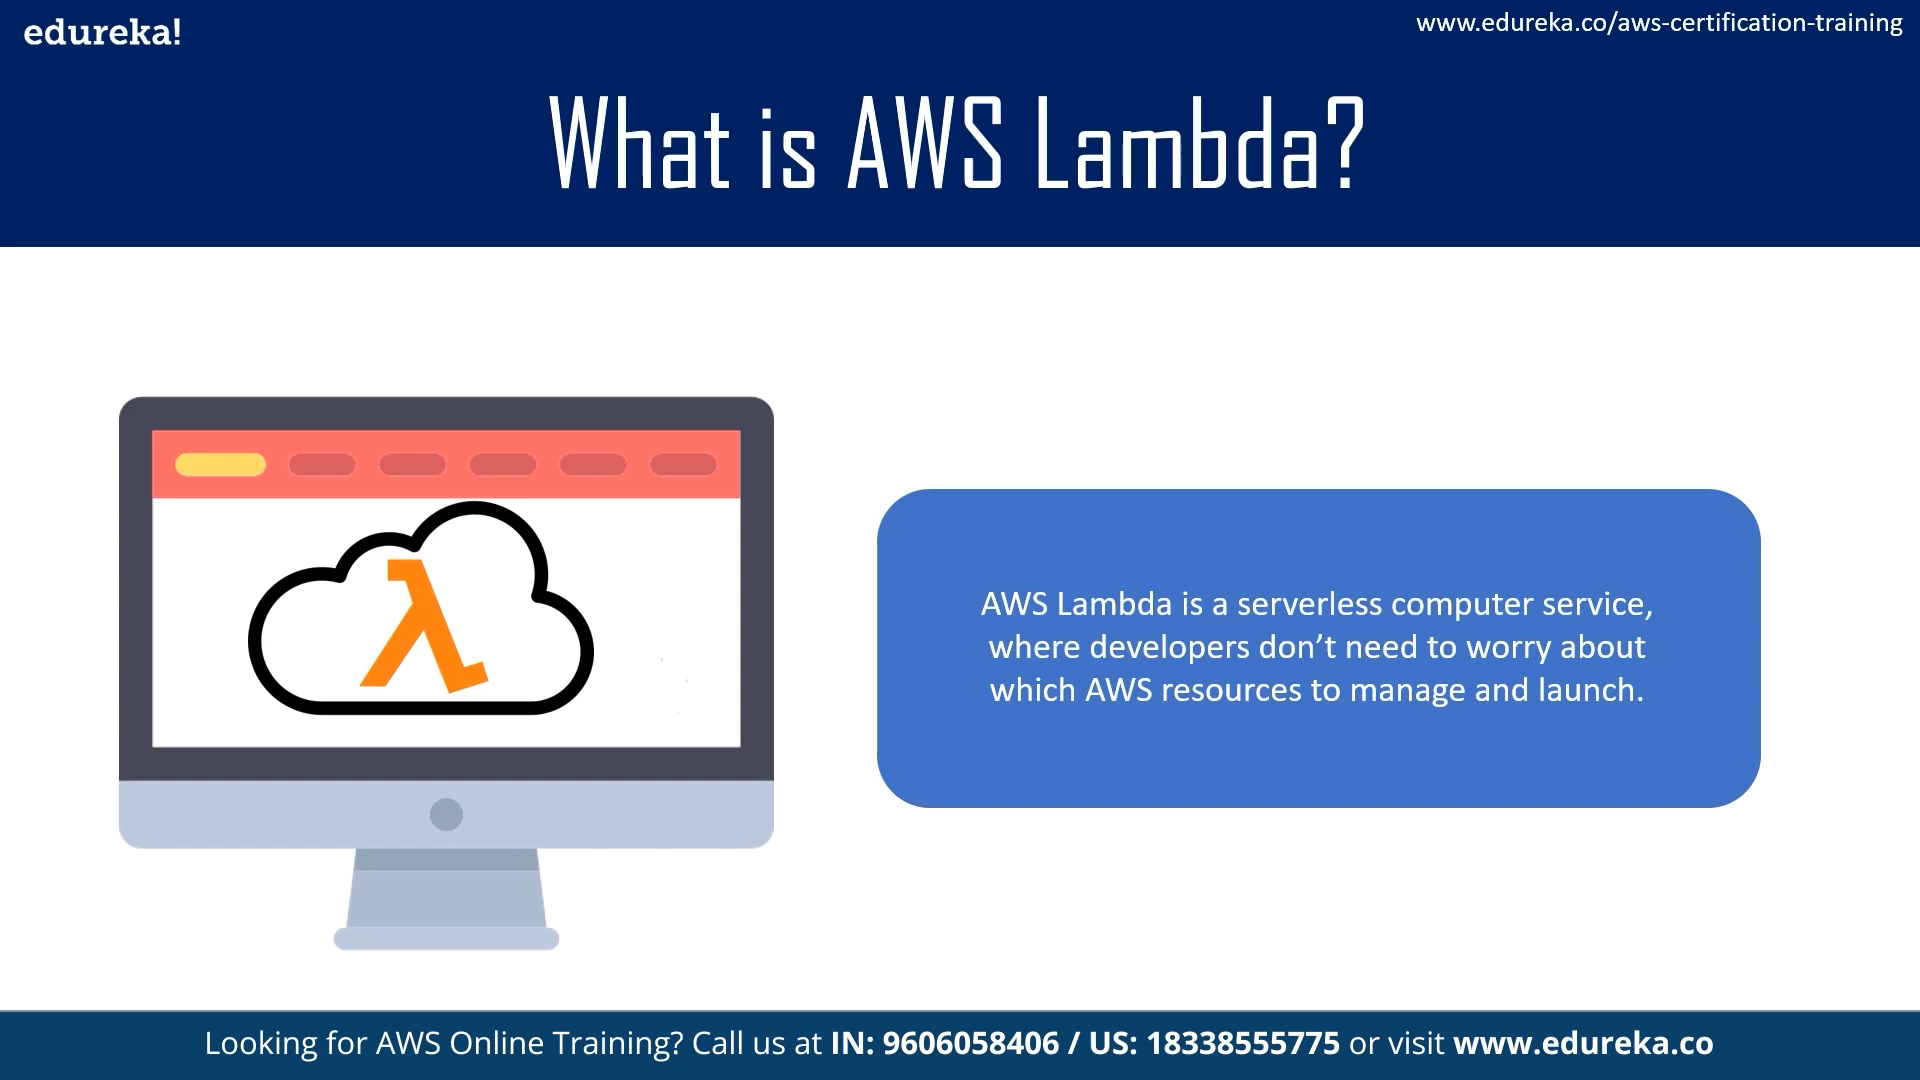 edureka!
www.edureka.co/aws-certification-training
What is AWS Lambda?
λ
AWS Lambda is a serverless computer service,
where developers don’t need to worry about
which AWS resources to manage and launch.
Looking for AWS Online Training? Call us at IN: 9606058406 / US: 18338555775 or visit www.edureka.co